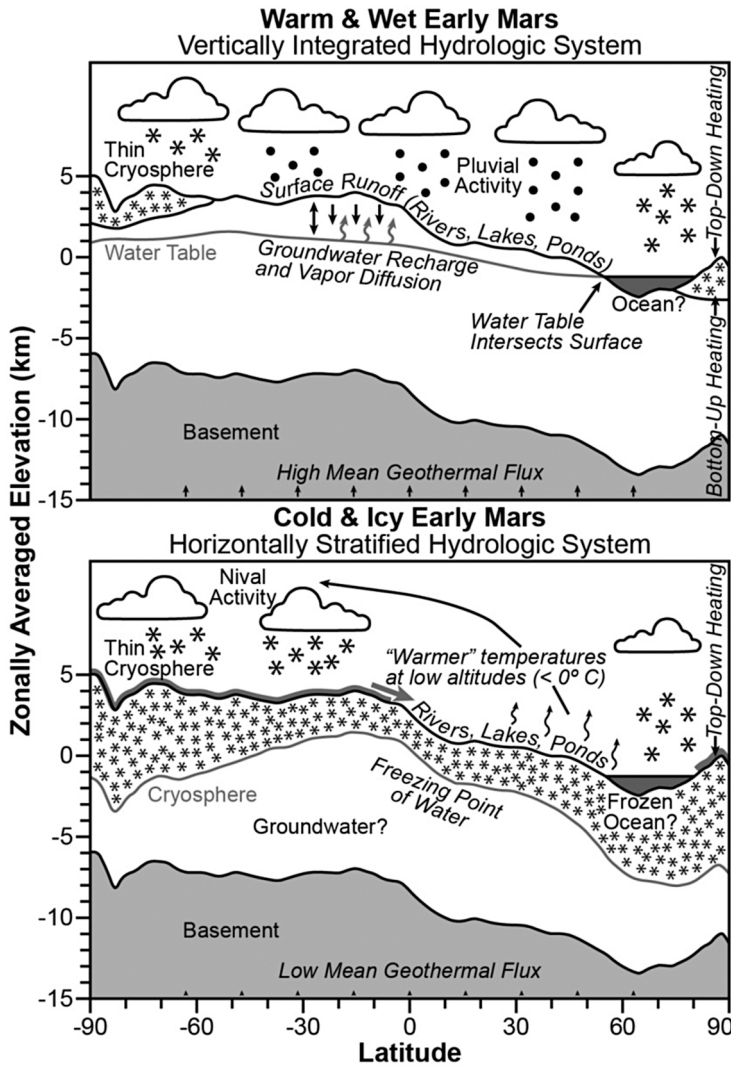 Warm & Wet Early Mars
Vertically Integrated Hydrologic System
Thin
Cryosphere
Pluvial
Activity
Top-Down Heating
Surface Runoff (Rivers, Lakes, Ponds)
Water Table
Groundwater Recharge
and Vapor Diffusion
Ocean?
Water Table
Intersects Surface
Bottom-Up Heating
Basement
High Mean Geothermal Flux
5
0
-5
-10
-15
Zonally Averaged Elevation (km)
Cold & Icy Early Mars
Horizontally Stratified Hydrologic System
Nival
Activity
Thin
Cryosphere
"Warmer" temperatures
at low altitudes (< 0º C)
Top-Down Heating
Rivers, Lakes, Ponds
Cryosphere
Freezing Point
of Water
Frozen
Ocean?
Groundwater?
Basement
Low Mean Geothermal Flux
5
0
-5
-10
-15
-90
-60
-30
0
30
60
90
Latitude